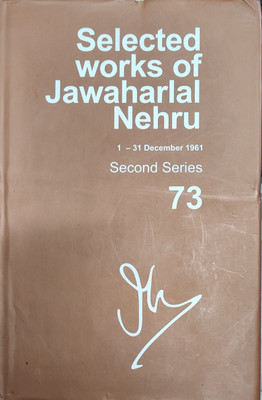 Selected
works of
Jawaharlal
Nehru
1 – 31 December 1961
Second Series
73